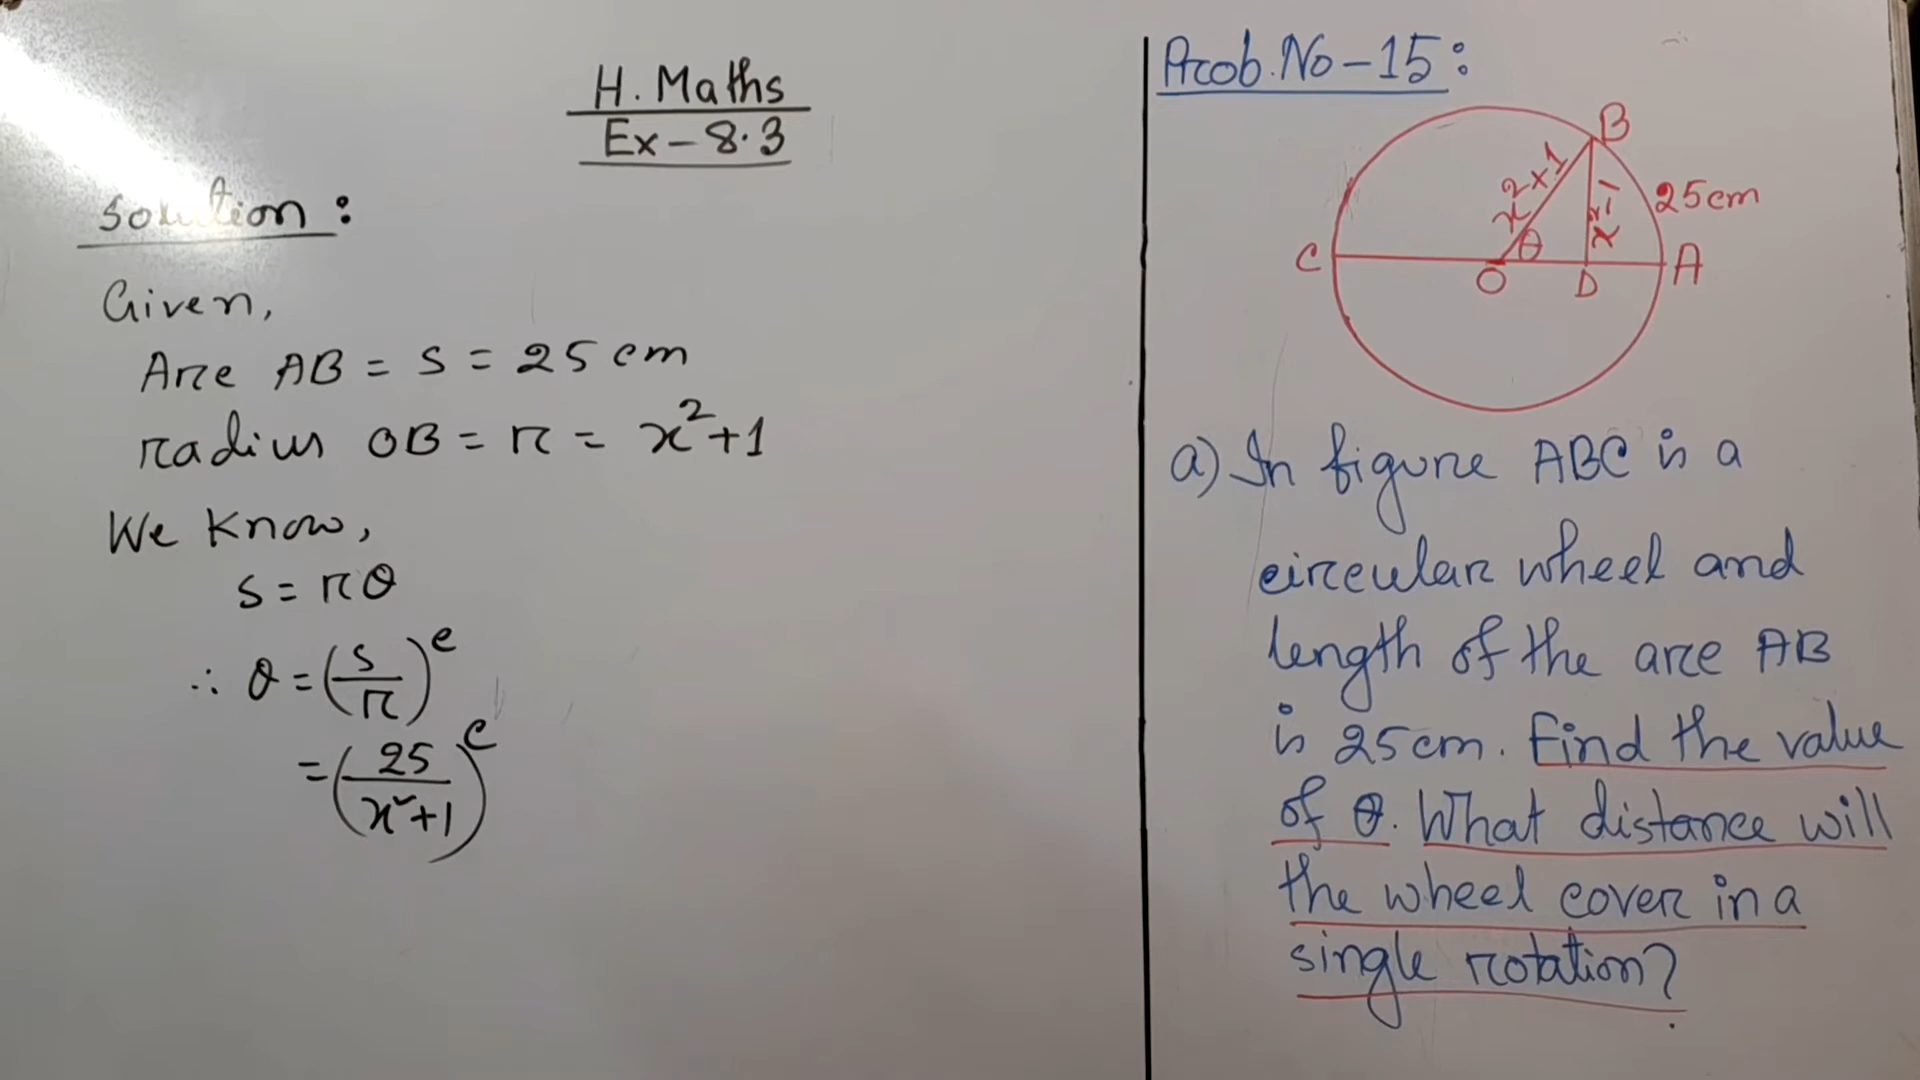 H. Maths
Ex - 8.3
Solution:
Given,
Arc AB = S = 25 cm
radius OB = r = x²+1
We know,
S = rθ
∴ θ = (S/r)^c
= (25/x²+1)^c
Prob. No - 15:
B
x²+1
x²-1
25cm
θ
C
O
D
A
a) In figure ABC is a
circular wheel and
length of the arc AB
is 25cm. Find the value
of θ. What distance will
the wheel cover in a
single rotation?